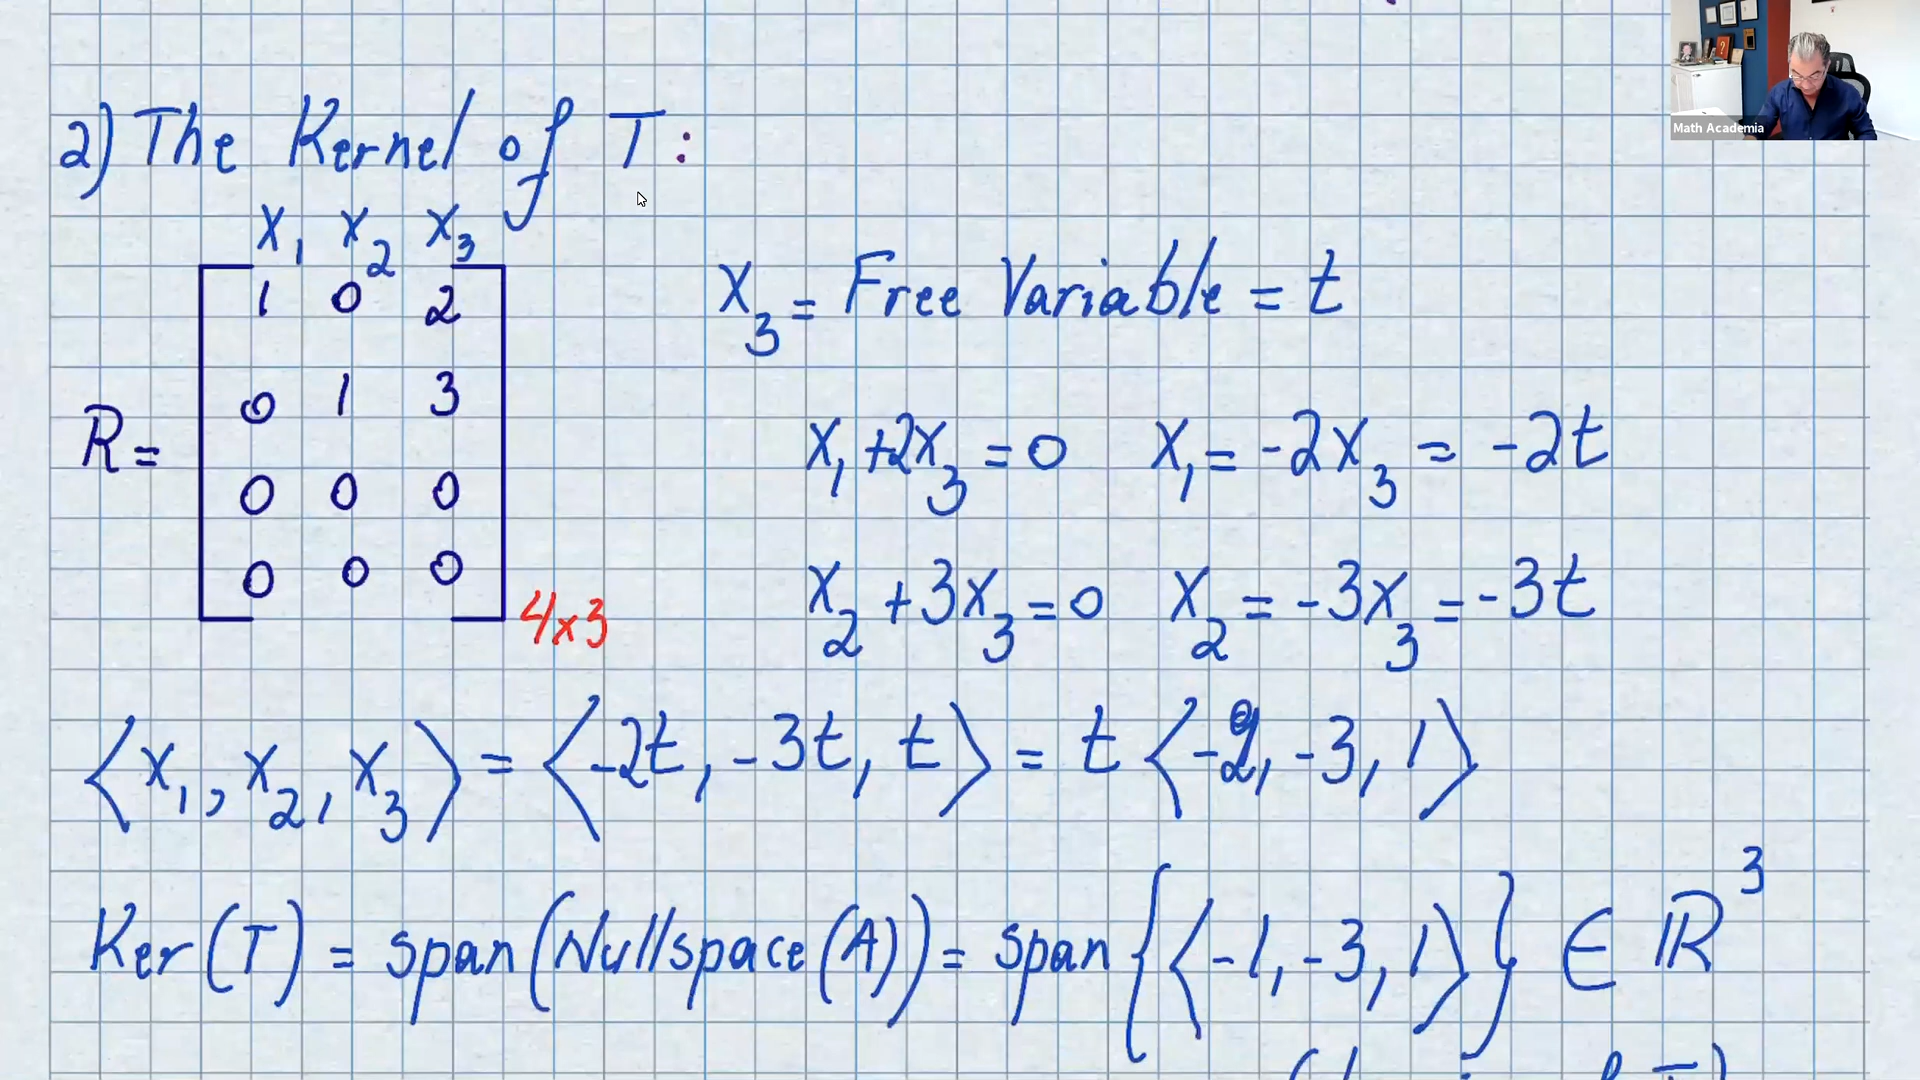 Math Academia
2) The Kernel of T:
x₁ x₂ x₃
1 0 2
x₃ = Free Variable = t
0 1 3
R =
x₁ + 2x₃ = 0 x₁ = -2x₃ = -2t
0 0 0
0 0 0
4x3
x₂ + 3x₃ = 0 x₂ = -3x₃ = -3t
⟨x₁, x₂, x₃⟩ = ⟨-2t, -3t, t⟩ = t⟨-2, -3, 1⟩
Ker(T) = span(Nullspace(A)) = span{⟨-1, -3, 1⟩} ∈ ℝ³